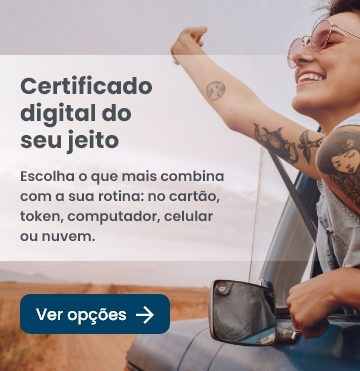 Certificado
digital do
seu jeito
Escolha o que mais combina
com a sua rotina: no cartão,
token, computador, celular
ou nuvem.
Ver opções →